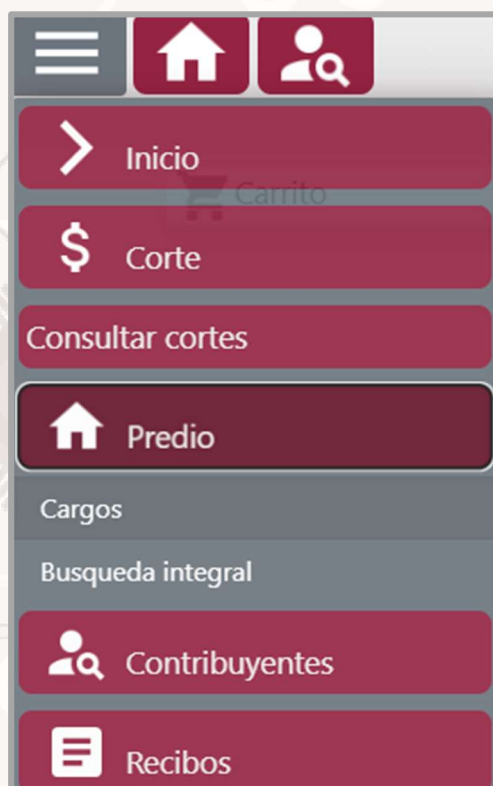 Inicio
Carrito
Corte
Consultar cortes
Predio
Cargos
Busqueda integral
Contribuyentes
Recibos